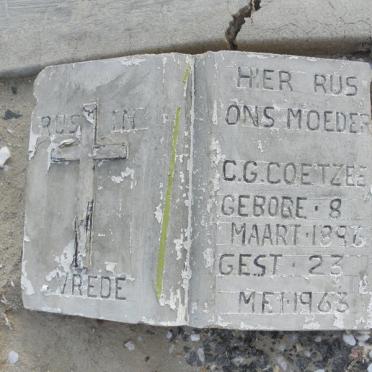 RUS IN
VREDE
HIER RUS
ONS MOEDER
C.G. COETZEE
GEBORE · 8
MAART · 1896
GEST · 23
MEI · 1963